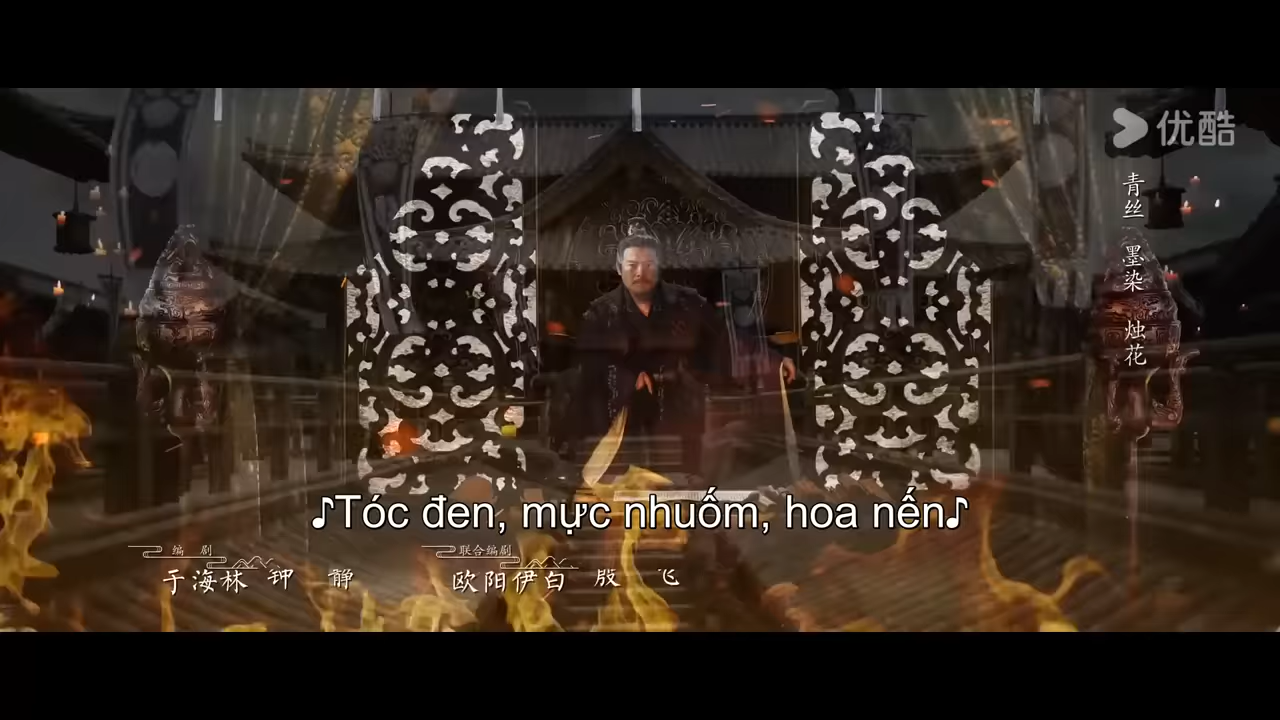 优酷
青丝 墨染 烛花
♪Tóc đen, mực nhuốm, hoa nến♪
编剧 联合编剧
于海林 钟静 欧阳伊白 殷飞